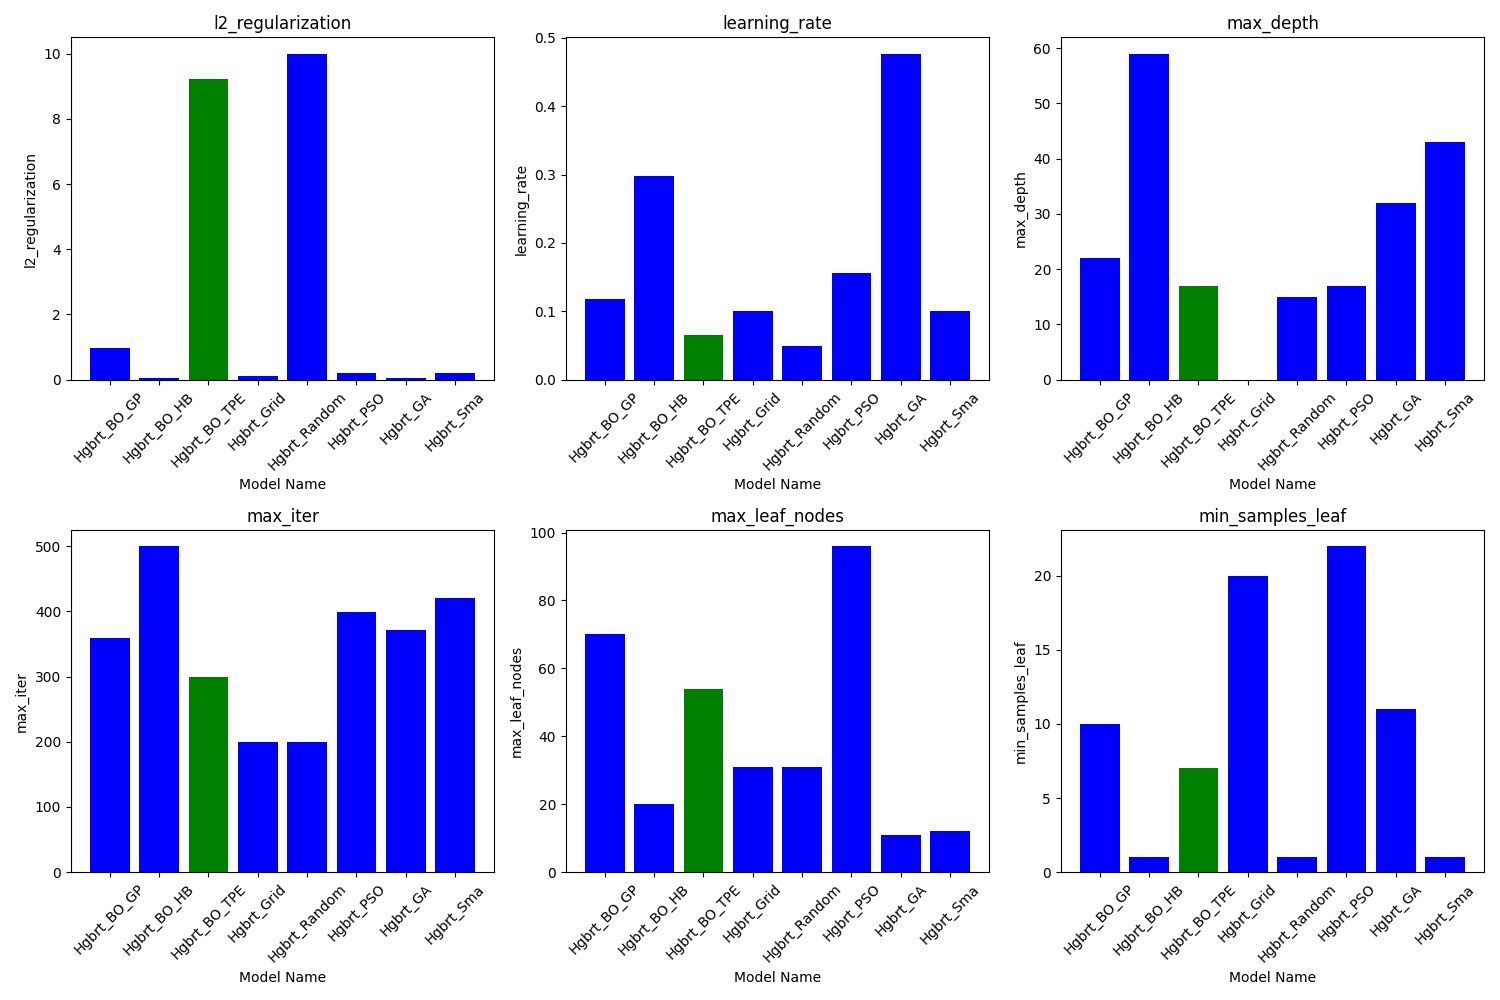 l2_regularization
l2_regularization
10
8
6
4
2
0
Hgbrt_BO_GP
Hgbrt_BO_HB
Hgbrt_BO_TPE
Hgbrt_Grid
Hgbrt_Random
Hgbrt_PSO
Hgbrt_GA
Hgbrt_Sma
Model Name
learning_rate
learning_rate
0.5
0.4
0.3
0.2
0.1
0.0
Hgbrt_BO_GP
Hgbrt_BO_HB
Hgbrt_BO_TPE
Hgbrt_Grid
Hgbrt_Random
Hgbrt_PSO
Hgbrt_GA
Hgbrt_Sma
Model Name
max_depth
max_depth
60
50
40
30
20
10
0
Hgbrt_BO_GP
Hgbrt_BO_HB
Hgbrt_BO_TPE
Hgbrt_Grid
Hgbrt_Random
Hgbrt_PSO
Hgbrt_GA
Hgbrt_Sma
Model Name
max_iter
max_iter
500
400
300
200
100
0
Hgbrt_BO_GP
Hgbrt_BO_HB
Hgbrt_BO_TPE
Hgbrt_Grid
Hgbrt_Random
Hgbrt_PSO
Hgbrt_GA
Hgbrt_Sma
Model Name
max_leaf_nodes
max_leaf_nodes
100
80
60
40
20
0
Hgbrt_BO_GP
Hgbrt_BO_HB
Hgbrt_BO_TPE
Hgbrt_Grid
Hgbrt_Random
Hgbrt_PSO
Hgbrt_GA
Hgbrt_Sma
Model Name
min_samples_leaf
min_samples_leaf
20
15
10
5
0
Hgbrt_BO_GP
Hgbrt_BO_HB
Hgbrt_BO_TPE
Hgbrt_Grid
Hgbrt_Random
Hgbrt_PSO
Hgbrt_GA
Hgbrt_Sma
Model Name